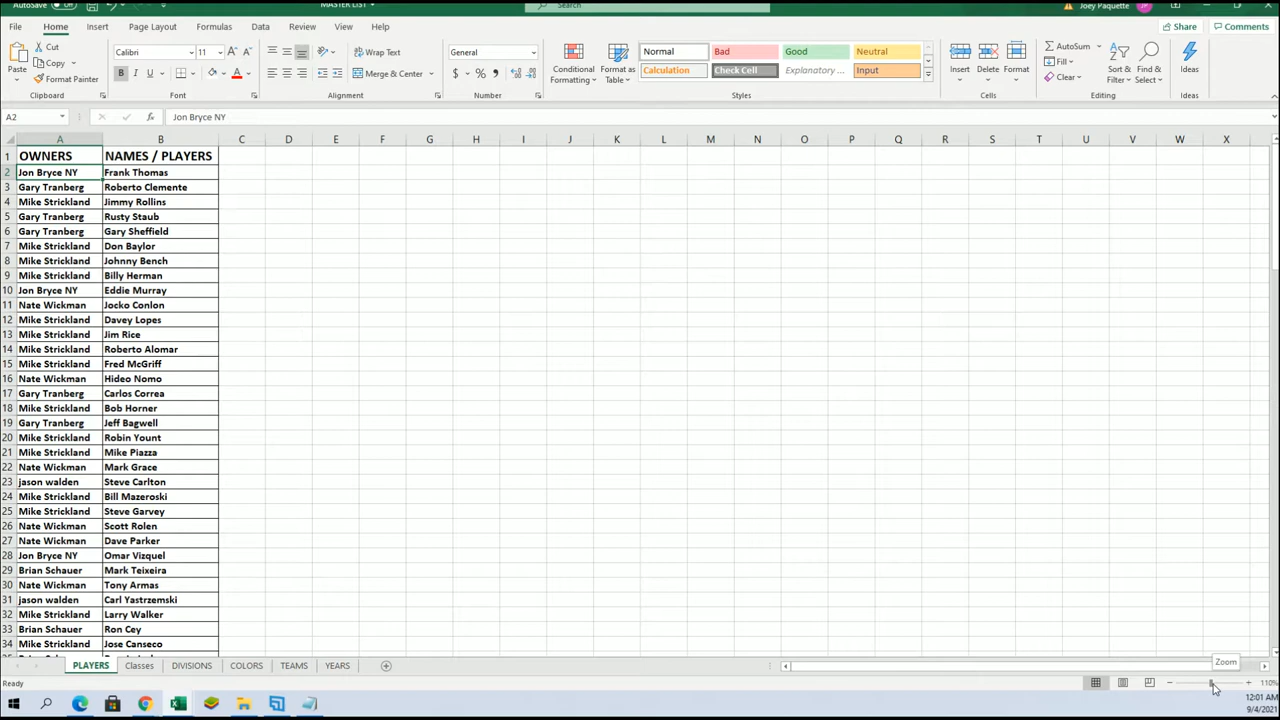 AutoSave Off MASTER LIST Search Joey Paquette JP
File Home Insert Page Layout Formulas Data Review View Help Share Comments
Paste Cut Copy Format Painter Clipboard
Calibri 11 A A B I U A Font
ab Wrap Text Merge & Center Alignment
General $ % , Number
Conditional Formatting Format as Table
Normal Bad Good Neutral
Calculation Check Cell Explanatory ... Input
Styles
Insert Delete Format Cells
AutoSum Fill Clear Sort & Filter Find & Select Editing
Ideas Ideas
A2 fx Jon Bryce NY
A B C D E F G H I J K L M N O P Q R S T U V W X
1 OWNERS NAMES / PLAYERS
2 Jon Bryce NY Frank Thomas
3 Gary Tranberg Roberto Clemente
4 Mike Strickland Jimmy Rollins
5 Gary Tranberg Rusty Staub
6 Gary Tranberg Gary Sheffield
7 Mike Strickland Don Baylor
8 Mike Strickland Johnny Bench
9 Mike Strickland Billy Herman
10 Jon Bryce NY Eddie Murray
11 Nate Wickman Jocko Conlon
12 Mike Strickland Davey Lopes
13 Mike Strickland Jim Rice
14 Mike Strickland Roberto Alomar
15 Mike Strickland Fred McGriff
16 Nate Wickman Hideo Nomo
17 Gary Tranberg Carlos Correa
18 Mike Strickland Bob Horner
19 Gary Tranberg Jeff Bagwell
20 Mike Strickland Robin Yount
21 Mike Strickland Mike Piazza
22 Nate Wickman Mark Grace
23 jason walden Steve Carlton
24 Mike Strickland Bill Mazeroski
25 Mike Strickland Steve Garvey
26 Nate Wickman Scott Rolen
27 Nate Wickman Dave Parker
28 Jon Bryce NY Omar Vizquel
29 Brian Schauer Mark Teixeira
30 Nate Wickman Tony Armas
31 jason walden Carl Yastrzemski
32 Mike Strickland Larry Walker
33 Brian Schauer Ron Cey
34 Mike Strickland Jose Canseco
Zoom
PLAYERS Classes DIVISIONS COLORS TEAMS YEARS
Ready 110%
12:01 AM
9/4/2021